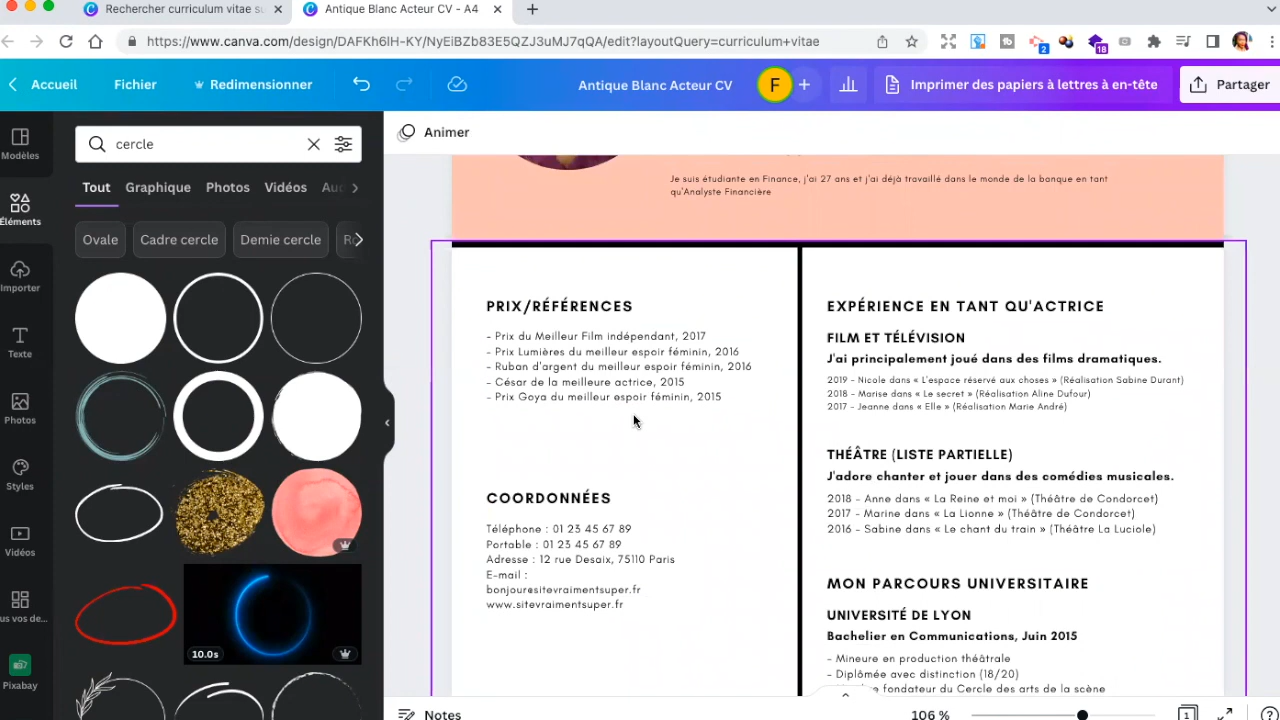 Rechercher curriculum vitae su
Antique Blanc Acteur CV - A4
https://www.canva.com/design/DAFKh6lH-KY/NyEiBZb83E5QZJ3uMJ7qQA/edit?layoutQuery=curriculum+vitae
2
18
Accueil
Fichier
Redimensionner
Antique Blanc Acteur CV
F
Imprimer des papiers à lettres à en-tête
Partager
Modèles
Éléments
Importer
Texte
Photos
Styles
Vidéos
us vos de...
Pixabay
cercle
Tout
Graphique
Photos
Vidéos
Au
Ovale
Cadre cercle
Demie cercle
10.0s
Animer
Je suis étudiante en Finance, j'ai 27 ans et j'ai déjà travaillé dans le monde de la banque en tant
qu'Analyste Financière
PRIX/RÉFÉRENCES
- Prix du Meilleur Film indépendant, 2017
- Prix Lumières du meilleur espoir féminin, 2016
- Ruban d'argent du meilleur espoir féminin, 2016
- César de la meilleure actrice, 2015
- Prix Goya du meilleur espoir féminin, 2015
COORDONNÉES
Téléphone : 01 23 45 67 89
Portable : 01 23 45 67 89
Adresse : 12 rue Desaix, 75110 Paris
E-mail :
bonjour@sitevraimentsuper.fr
www.sitevraimentsuper.fr
EXPÉRIENCE EN TANT QU'ACTRICE
FILM ET TÉLÉVISION
J'ai principalement joué dans des films dramatiques.
2019 - Nicole dans « L'espace réservé aux choses » (Réalisation Sabine Durant)
2018 - Marise dans « Le secret » (Réalisation Aline Dufour)
2017 - Jeanne dans « Elle » (Réalisation Marie André)
THÉÂTRE (LISTE PARTIELLE)
J'adore chanter et jouer dans des comédies musicales.
2018 - Anne dans « La Reine et moi » (Théâtre de Condorcet)
2017 - Marine dans « La Lionne » (Théâtre de Condorcet)
2016 - Sabine dans « Le chant du train » (Théâtre La Luciole)
MON PARCOURS UNIVERSITAIRE
UNIVERSITÉ DE LYON
Bachelier en Communications, Juin 2015
- Mineure en production théâtrale
- Diplômée avec distinction (18/20)
fondateur du Cercle des arts de la scène
Notes
106 %
1